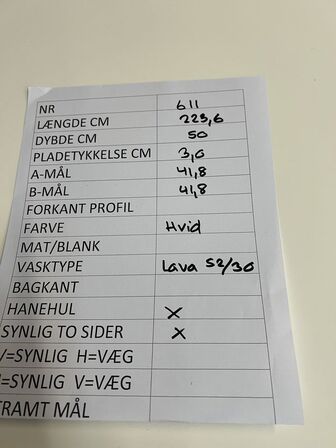 NR 611
LÆNGDE CM 223,6
DYBDE CM 50
PLADETYKKELSE CM 3,0
A-MÅL 41,8
B-MÅL 41,8
FORKANT PROFIL
FARVE Hvid
MAT/BLANK
VASKTYPE Lava 52/30
BAGKANT
HANEHUL X
SYNLIG TO SIDER X
V=SYNLIG H=VÆG
H=SYNLIG V=VÆG
STRAMT MÅL